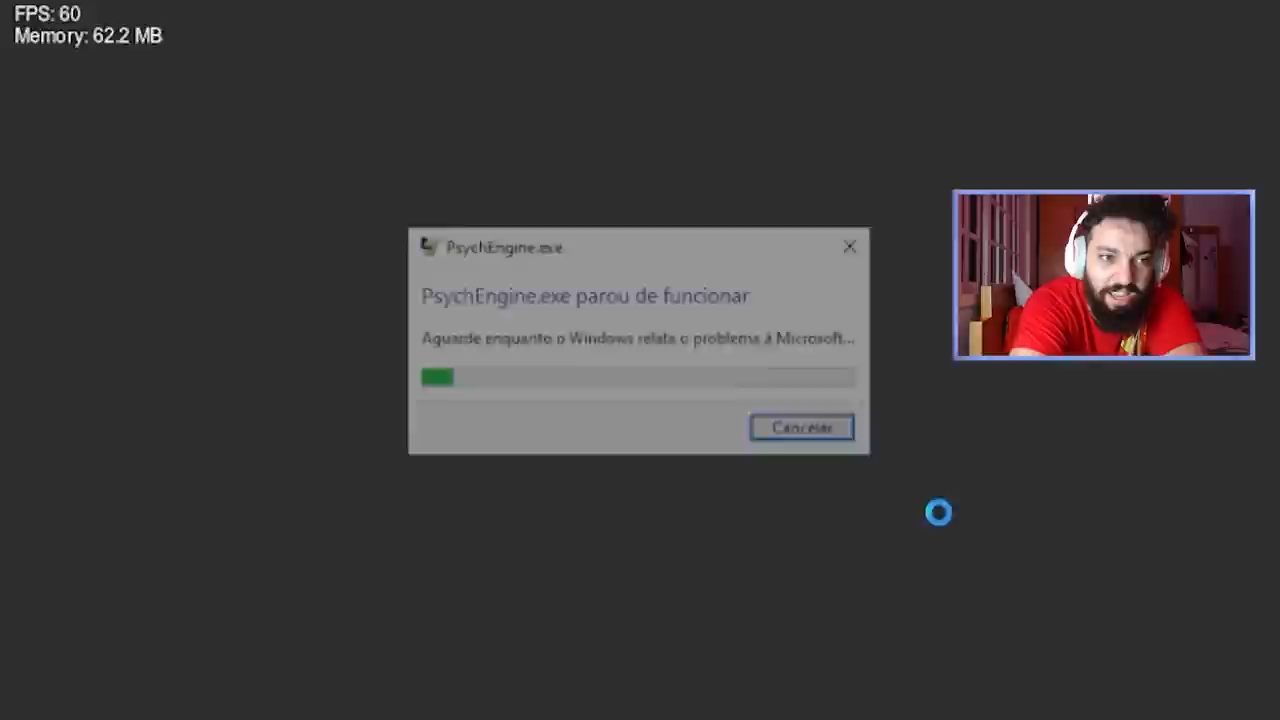 FPS: 60
Memory: 62.2 MB
PsychEngine.exe
PsychEngine.exe parou de funcionar
Aguarde enquanto o Windows relata o problema à Microsoft...
Cancelar